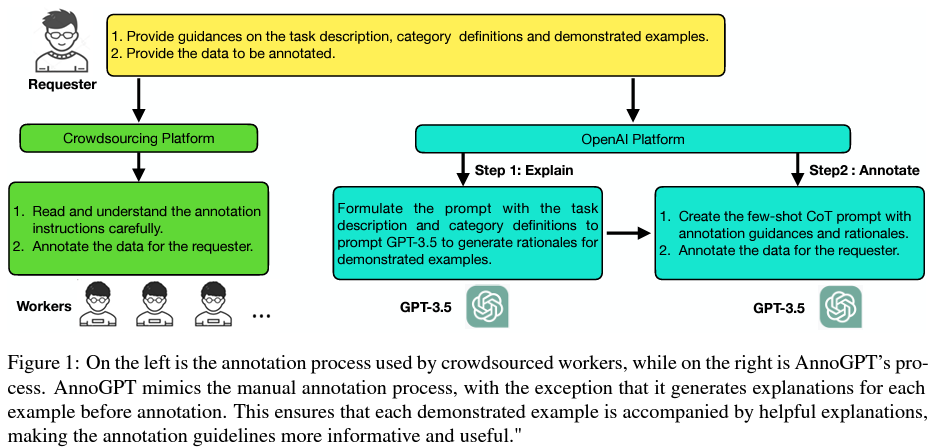 1. Provide guidances on the task description, category definitions and demonstrated examples.
2. Provide the data to be annotated.
Requester
Crowdsourcing Platform
OpenAI Platform
Step 1: Explain
Step2 : Annotate
1. Read and understand the annotation
instructions carefully.
2. Annotate the data for the requester.
Formulate the prompt with the task
description and category definitions to
prompt GPT-3.5 to generate rationales for
demonstrated examples.
1. Create the few-shot CoT prompt with
annotation guidances and rationales.
2. Annotate the data for the requester.
Workers
...
GPT-3.5
GPT-3.5
Figure 1: On the left is the annotation process used by crowdsourced workers, while on the right is AnnoGPT's pro-
cess. AnnoGPT mimics the manual annotation process, with the exception that it generates explanations for each
example before annotation. This ensures that each demonstrated example is accompanied by helpful explanations,
making the annotation guidelines more informative and useful."